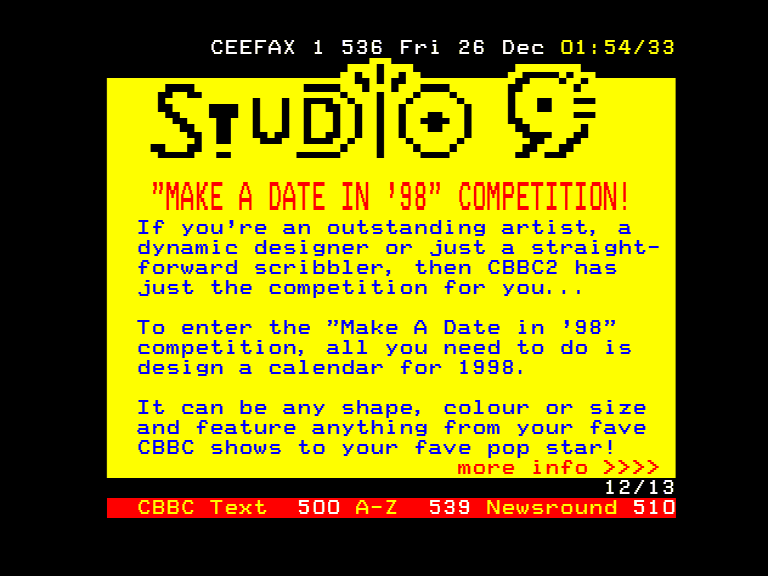 CEEFAX 1 536 Fri 26 Dec 01:54/33
STUDIO 9
"MAKE A DATE IN '98" COMPETITION!
If you're an outstanding artist, a
dynamic designer or just a straight-
forward scribbler, then CBBC2 has
just the competition for you...
To enter the "Make A Date in '98"
competition, all you need to do is
design a calendar for 1998.
It can be any shape, colour or size
and feature anything from your fave
CBBC shows to your fave pop star!
more info >>>>
12/13
CBBC Text 500 A-Z 539 Newsround 510